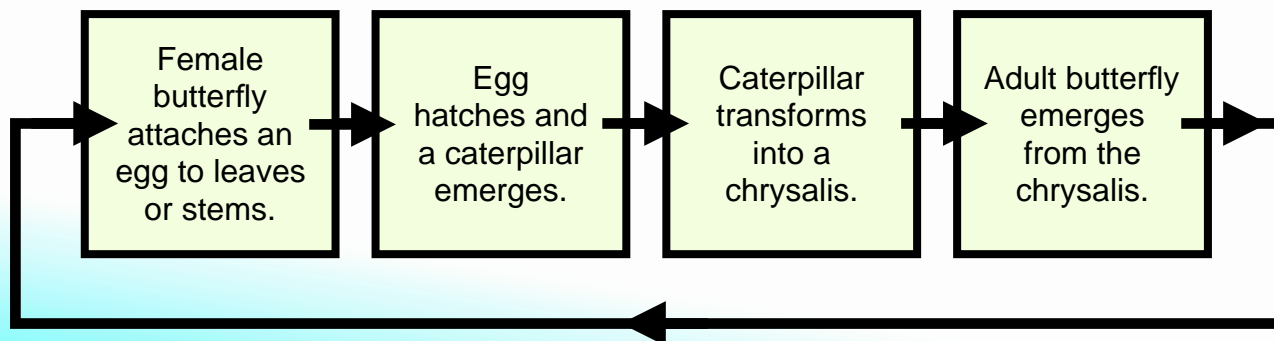 Female
butterfly
attaches an
egg to leaves
or stems.
Egg
hatches and
a caterpillar
emerges.
Caterpillar
transforms
into a
chrysalis.
Adult butterfly
emerges
from the
chrysalis.